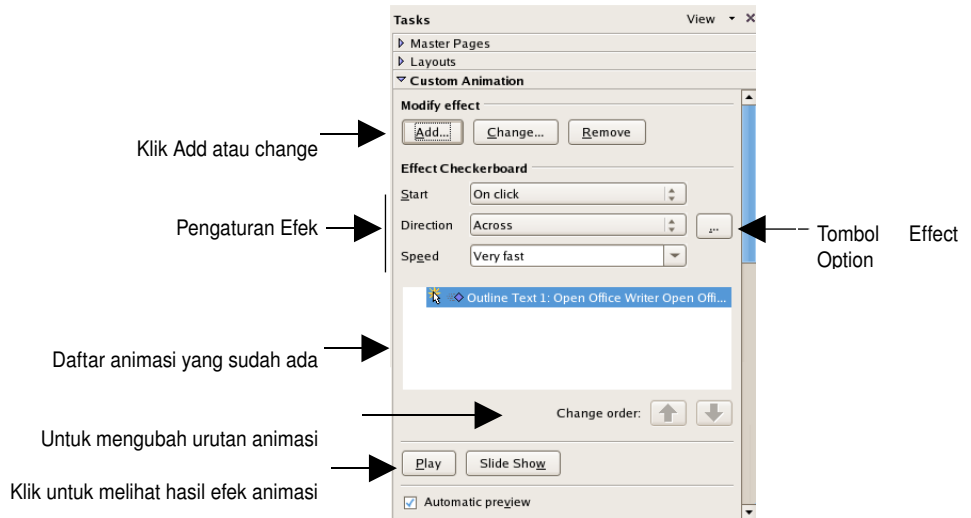 Tasks View
Master Pages
Layouts
Custom Animation
Modify effect
Add... Change... Remove
Klik Add atau change
Effect Checkerboard
Start On click
Pengaturan Efek
Direction Across ...
Tombol Effect
Option
Speed Very fast
Outline Text 1: Open Office Writer Open Offi...
Daftar animasi yang sudah ada
Change order:
Untuk mengubah urutan animasi
Play Slide Show
Klik untuk melihat hasil efek animasi
Automatic preview